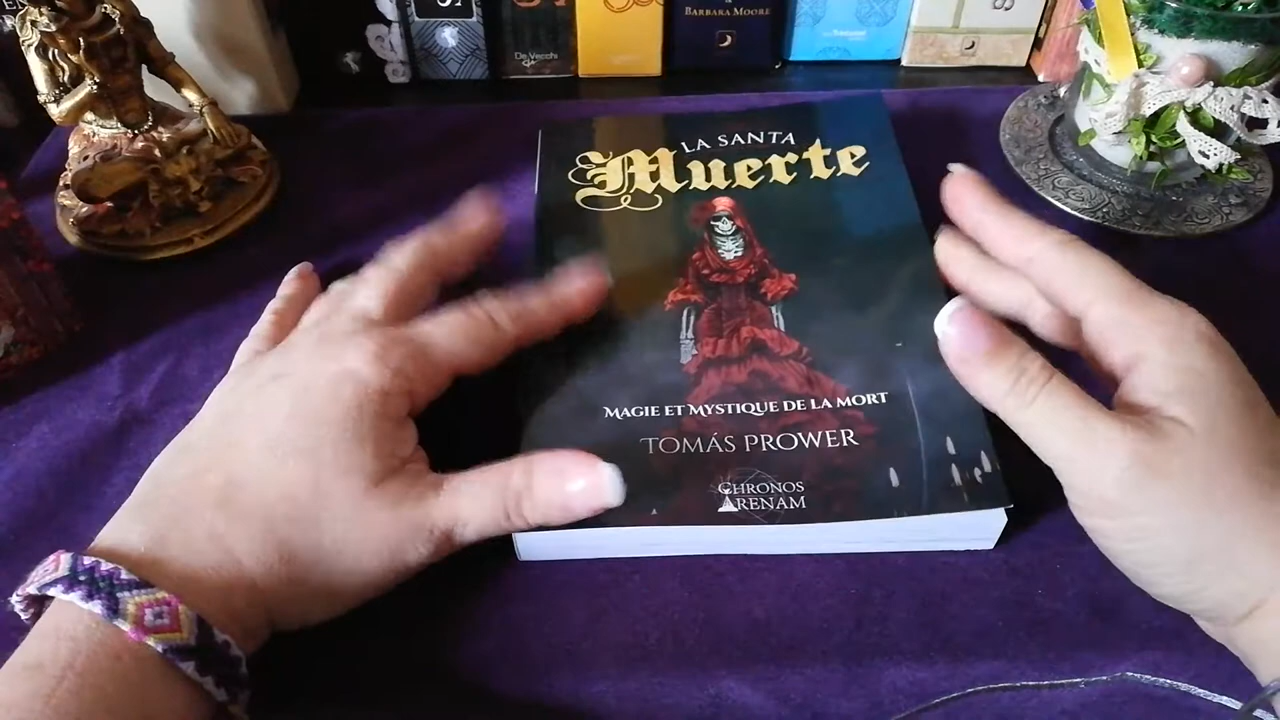 BARBARA MOORE
De Vecchi
LA SANTA
Muerte
MAGIE ET MYSTIQUE DE LA MORT
TOMÁS PROWER
CHRONOS
ARENAM